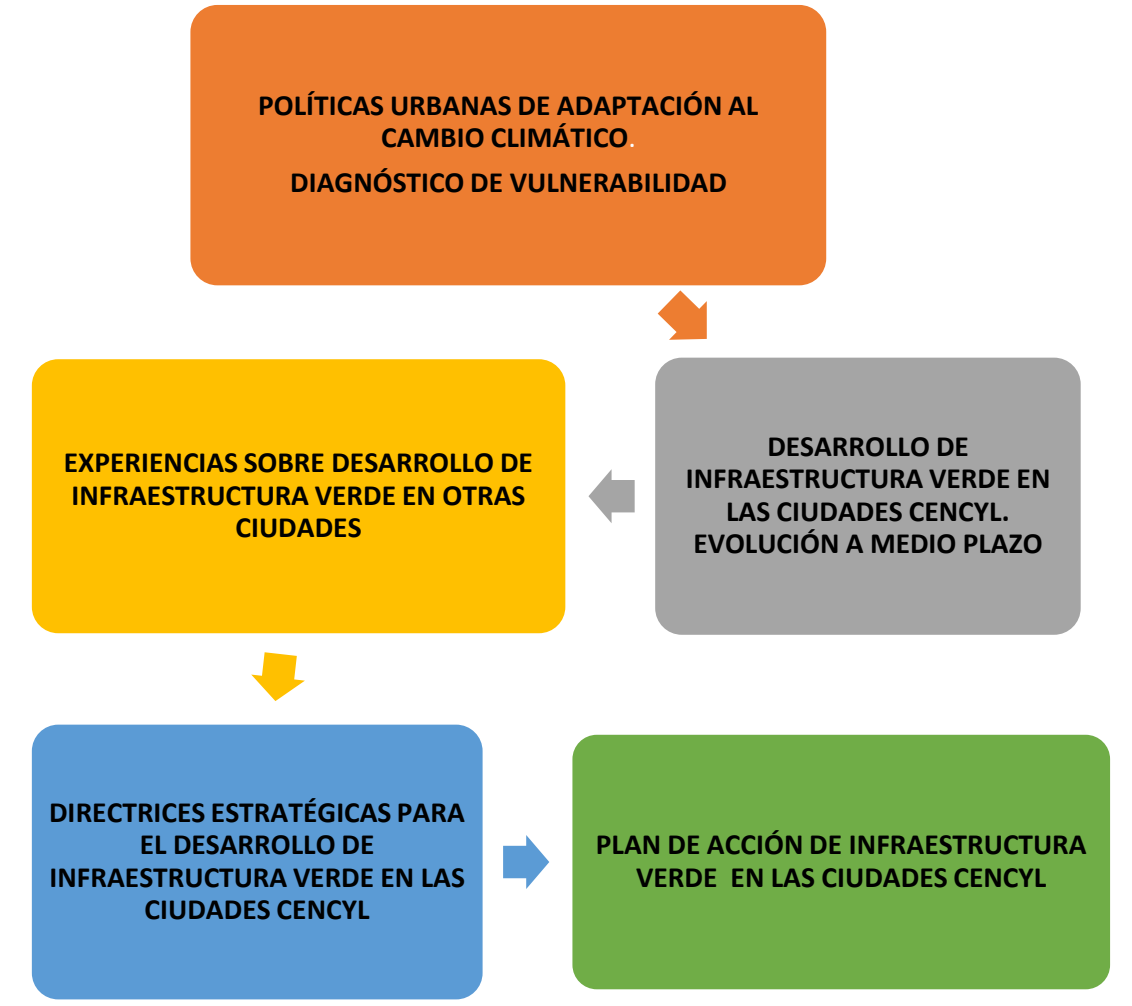 POLÍTICAS URBANAS DE ADAPTACIÓN AL
CAMBIO CLIMÁTICO.
DIAGNÓSTICO DE VULNERABILIDAD
DESARROLLO DE
INFRAESTRUCTURA VERDE EN
LAS CIUDADES CENCYL.
EVOLUCIÓN A MEDIO PLAZO
EXPERIENCIAS SOBRE DESARROLLO DE
INFRAESTRUCTURA VERDE EN OTRAS
CIUDADES
DIRECTRICES ESTRATÉGICAS PARA
EL DESARROLLO DE
INFRAESTRUCTURA VERDE EN LAS
CIUDADES CENCYL
PLAN DE ACCIÓN DE INFRAESTRUCTURA
VERDE  EN LAS CIUDADES CENCYL